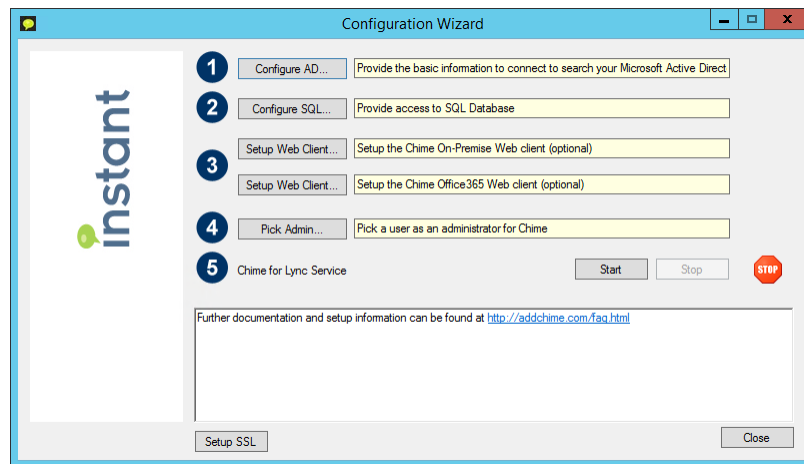 Configuration Wizard
instant
1 Configure AD... Provide the basic information to connect to search your Microsoft Active Direct
2 Configure SQL... Provide access to SQL Database
Setup Web Client... Setup the Chime On-Premise Web client (optional)
3
Setup Web Client... Setup the Chime Office365 Web client (optional)
4 Pick Admin... Pick a user as an administrator for Chime
5 Chime for Lync Service Start Stop STOP
Further documentation and setup information can be found at http://addchime.com/faq.html
Setup SSL Close